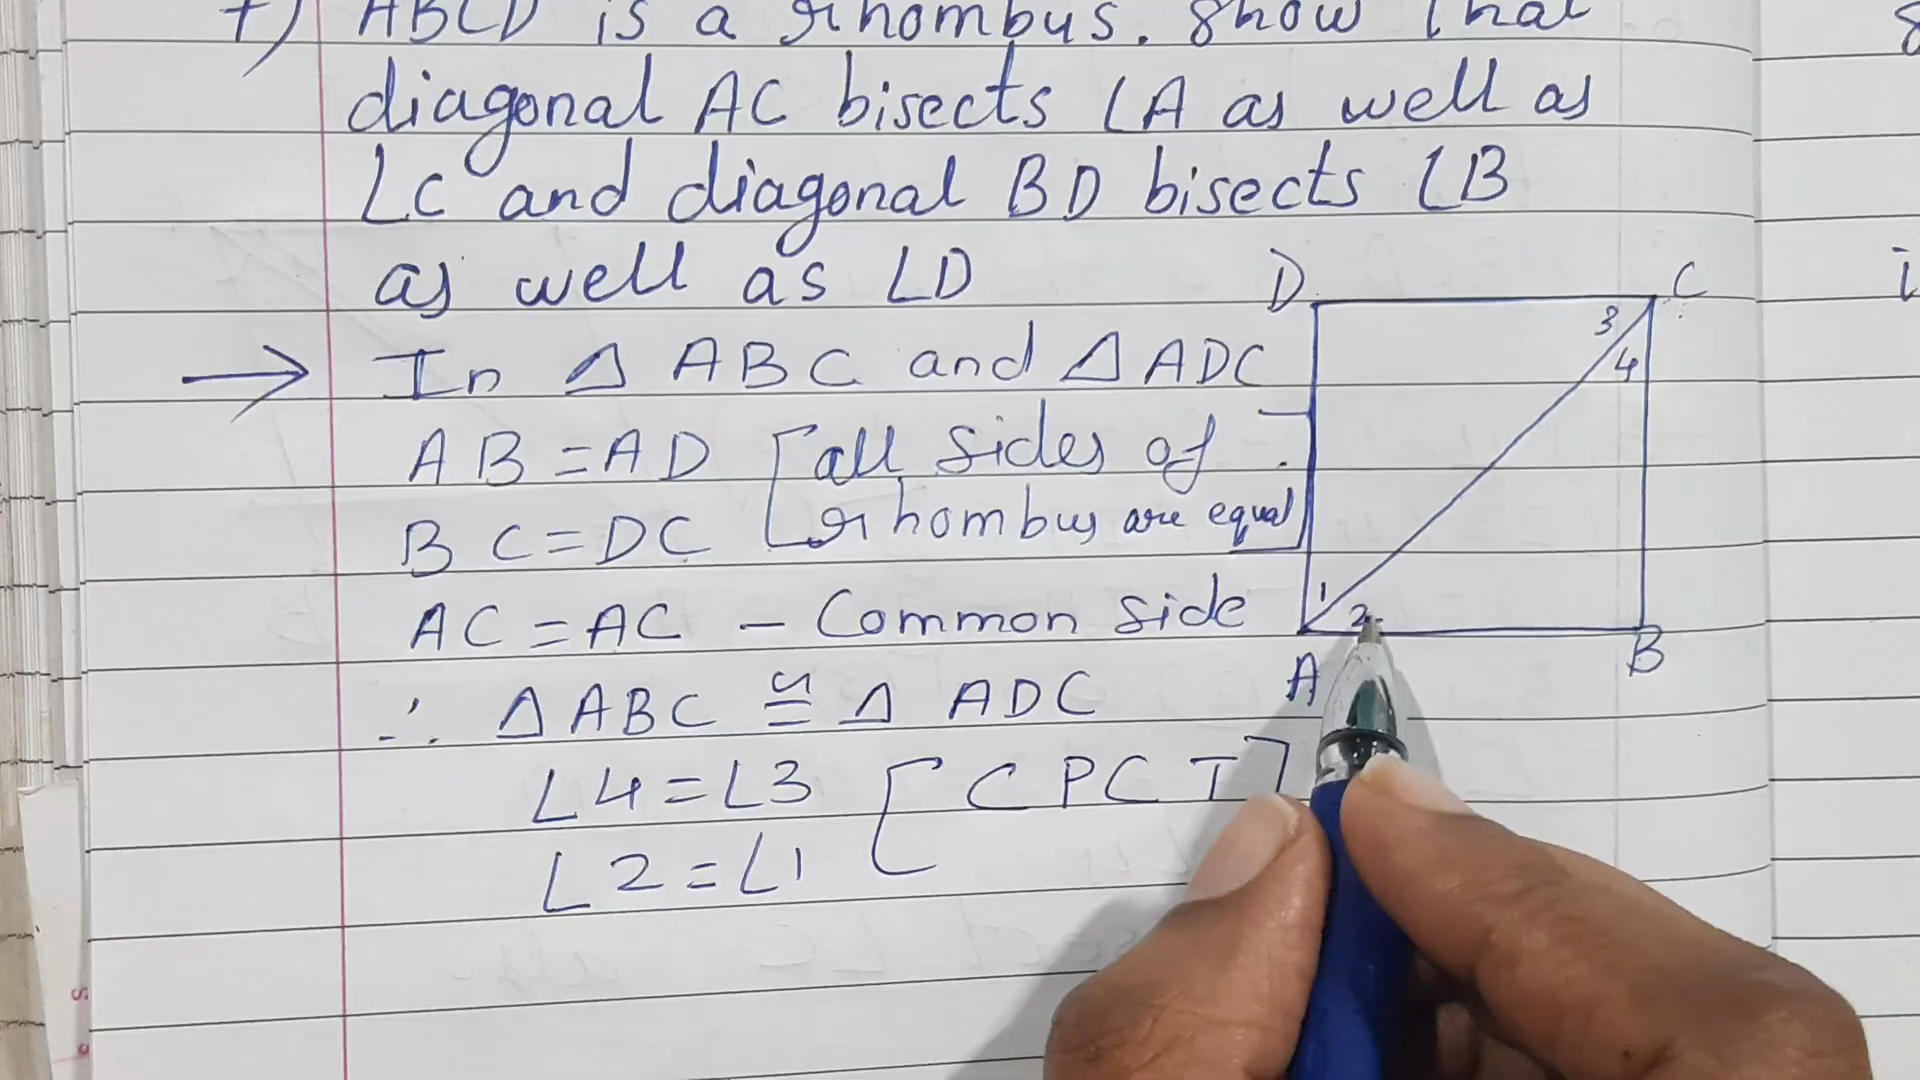 7) ABCD is a rhombus. Show that
diagonal AC bisects ∠A as well as
∠C and diagonal BD bisects ∠B
as well as ∠D
→ In Δ ABC and Δ ADC
AB = AD [all sides of
BC = DC rhombus are equal]
AC = AC – Common side
∴ Δ ABC ≅ Δ ADC
∠4 = ∠3 [CPCT]
∠2 = ∠1
D C
3
4
1
2
A B